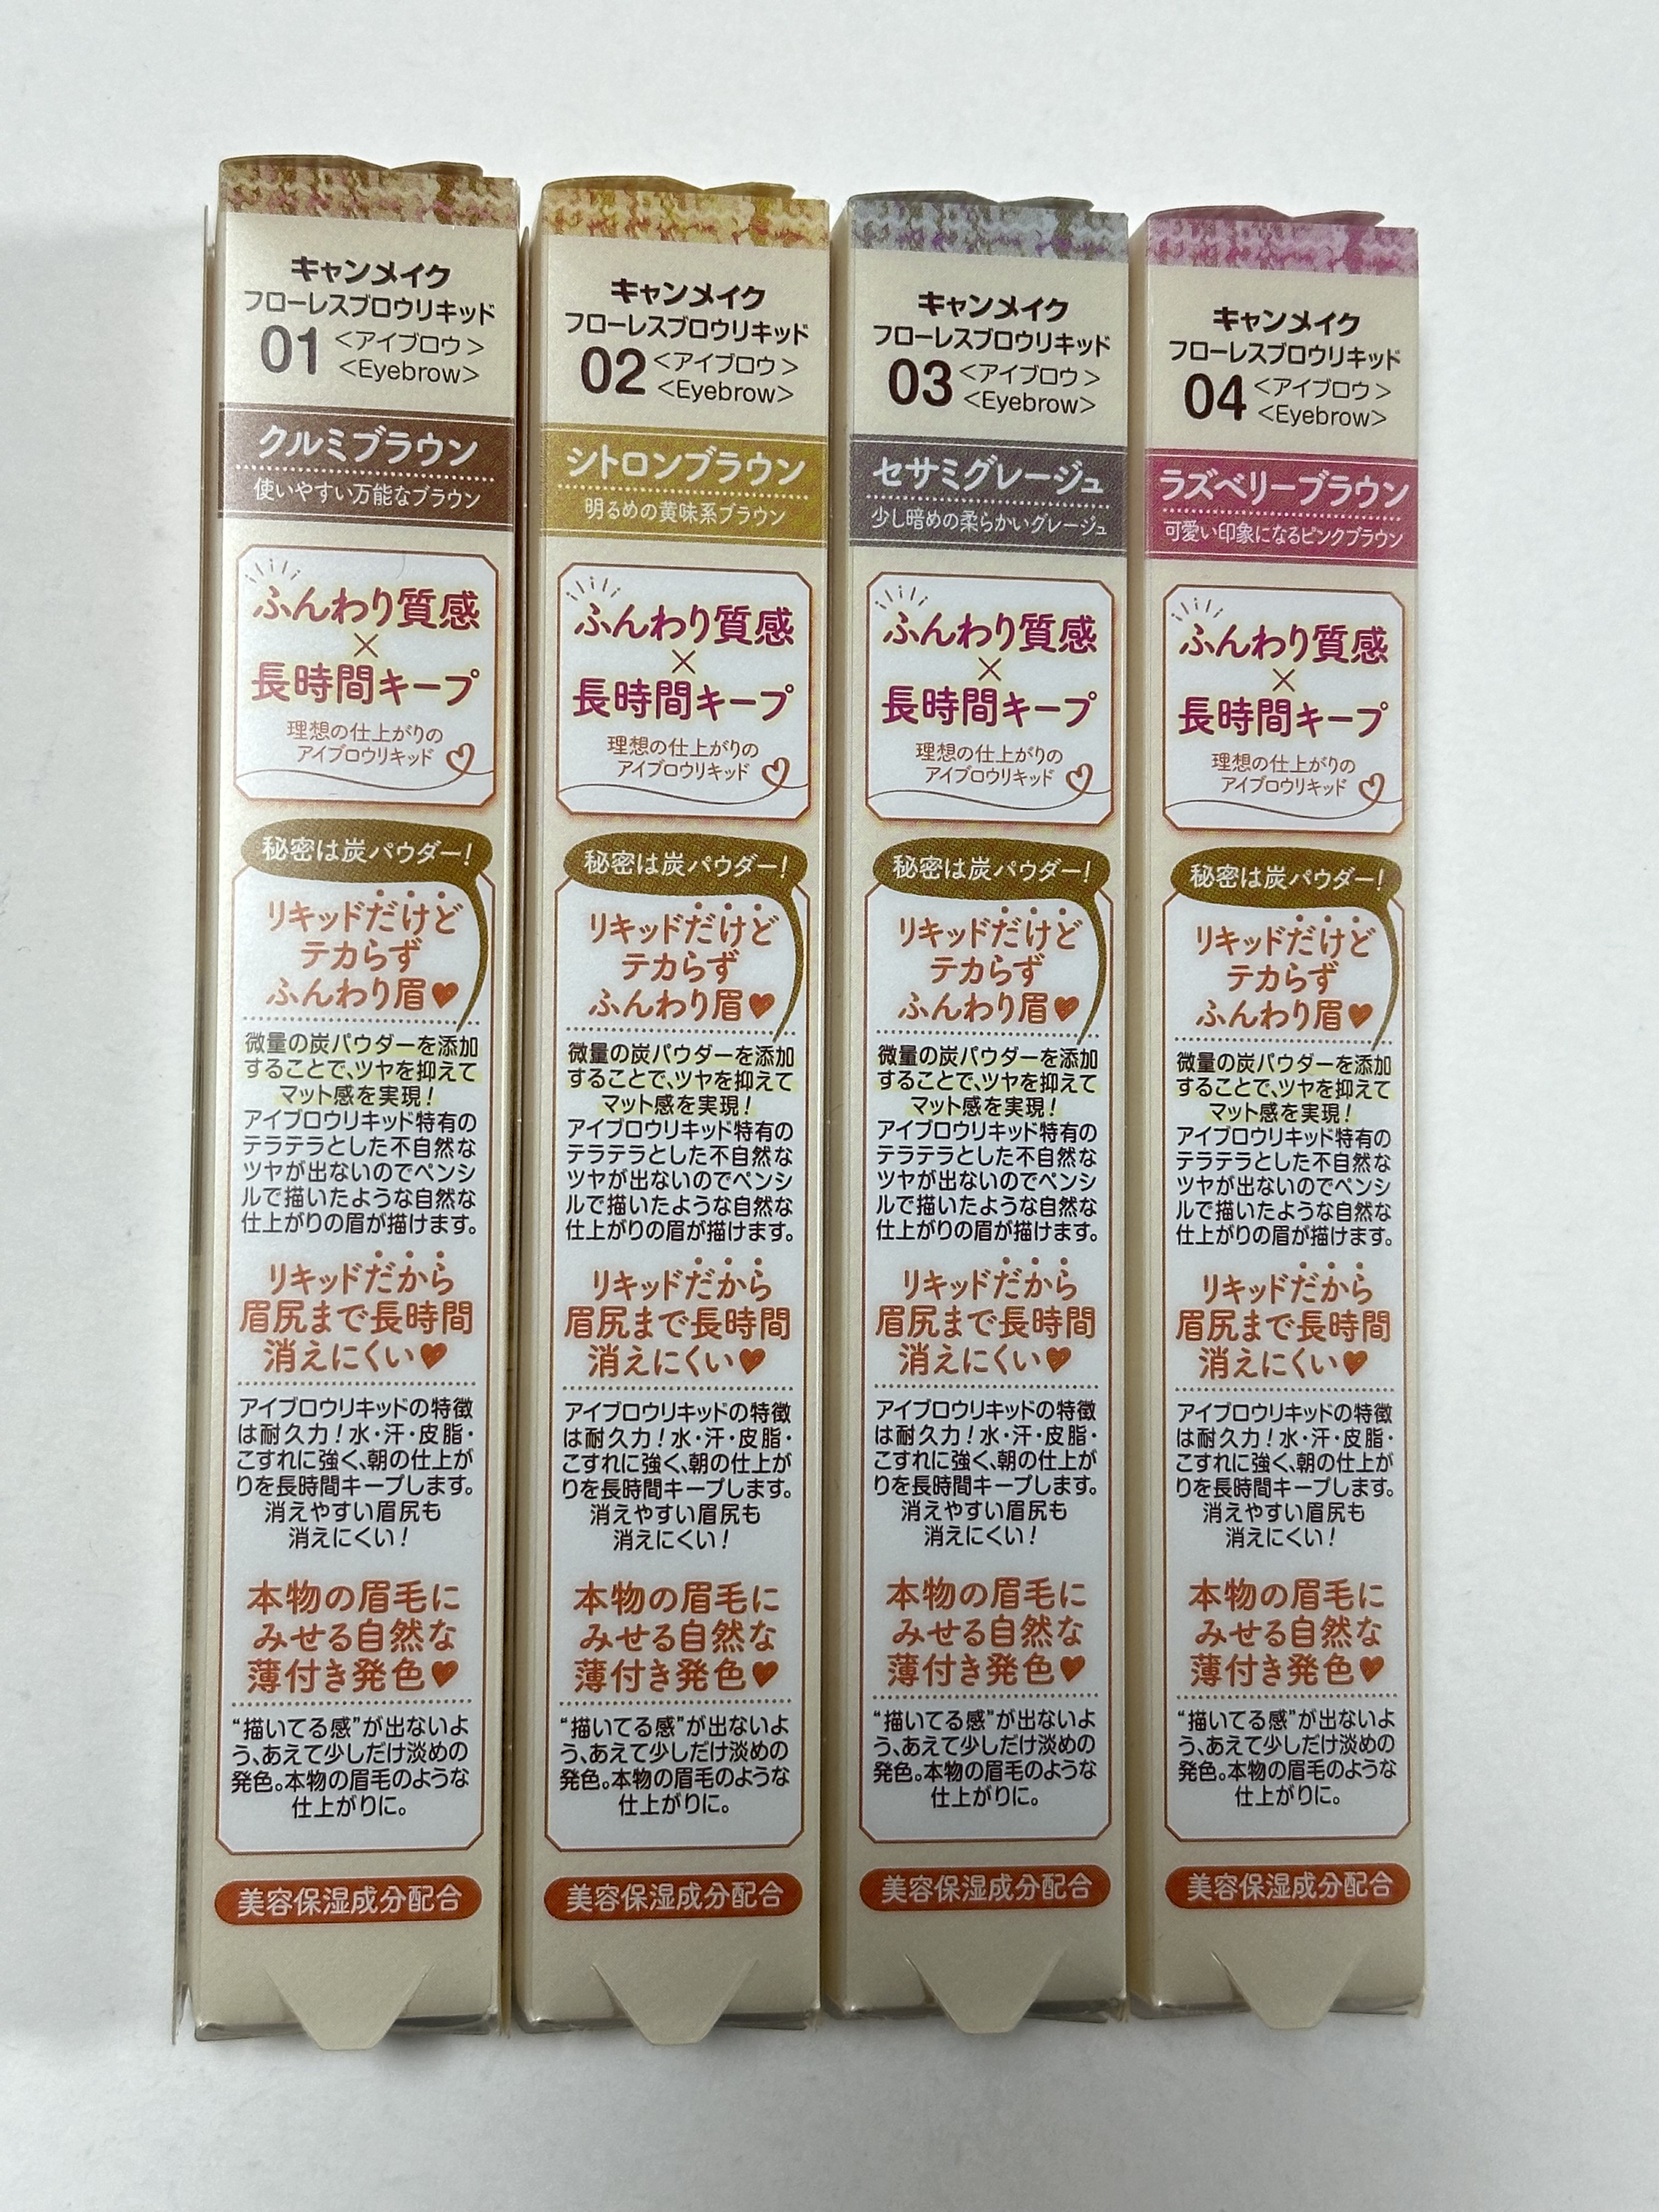 キャンメイク
フローレスブロウリキッド
01 <アイブロウ>
<Eyebrow>
クルミブラウン
使いやすい万能なブラウン
ふんわり質感
×
長時間キープ
理想の仕上がりの
アイブロウリキッド
秘密は炭パウダー!
リキッドだけど
テカらず
ふんわり眉♥
微量の炭パウダーを添加
することで、ツヤを抑えて
マット感を実現!
アイブロウリキッド特有の
テラテラとした不自然な
ツヤが出ないのでペンシ
ルで描いたような自然な
仕上がりの眉が描けます。
リキッドだから
眉尻まで長時間
消えにくい♥
アイブロウリキッドの特徴
は耐久力!水・汗・皮脂・
こすれに強く、朝の仕上が
りを長時間キープします。
消えやすい眉尻も
消えにくい!
本物の眉毛に
みせる自然な
薄付き発色♥
“描いてる感”が出ないよ
う、あえて少しだけ淡めの
発色。本物の眉毛のような
仕上がりに。
美容保湿成分配合
キャンメイク
フローレスブロウリキッド
02 <アイブロウ>
<Eyebrow>
シトロンブラウン
明るめの黄味系ブラウン
ふんわり質感
×
長時間キープ
理想の仕上がりの
アイブロウリキッド
秘密は炭パウダー!
リキッドだけど
テカらず
ふんわり眉♥
微量の炭パウダーを添加
することで、ツヤを抑えて
マット感を実現!
アイブロウリキッド特有の
テラテラとした不自然な
ツヤが出ないのでペンシ
ルで描いたような自然な
仕上がりの眉が描けます。
リキッドだから
眉尻まで長時間
消えにくい♥
アイブロウリキッドの特徴
は耐久力!水・汗・皮脂・
こすれに強く、朝の仕上が
りを長時間キープします。
消えやすい眉尻も
消えにくい!
本物の眉毛に
みせる自然な
薄付き発色♥
“描いてる感”が出ないよ
う、あえて少しだけ淡めの
発色。本物の眉毛のような
仕上がりに。
美容保湿成分配合
キャンメイク
フローレスブロウリキッド
03 <アイブロウ>
<Eyebrow>
セサミグレージュ
少し暗めの柔らかいグレージュ
ふんわり質感
×
長時間キープ
理想の仕上がりの
アイブロウリキッド
秘密は炭パウダー!
リキッドだけど
テカらず
ふんわり眉♥
微量の炭パウダーを添加
することで、ツヤを抑えて
マット感を実現!
アイブロウリキッド特有の
テラテラとした不自然な
ツヤが出ないのでペンシ
ルで描いたような自然な
仕上がりの眉が描けます。
リキッドだから
眉尻まで長時間
消えにくい♥
アイブロウリキッドの特徴
は耐久力!水・汗・皮脂・
こすれに強く、朝の仕上が
りを長時間キープします。
消えやすい眉尻も
消えにくい!
本物の眉毛に
みせる自然な
薄付き発色♥
“描いてる感”が出ないよ
う、あえて少しだけ淡めの
発色。本物の眉毛のような
仕上がりに。
美容保湿成分配合
キャンメイク
フローレスブロウリキッド
04 <アイブロウ>
<Eyebrow>
ラズベリーブラウン
可愛い印象になるピンクブラウン
ふんわり質感
×
長時間キープ
理想の仕上がりの
アイブロウリキッド
秘密は炭パウダー!
リキッドだけど
テカらず
ふんわり眉♥
微量の炭パウダーを添加
することで、ツヤを抑えて
マット感を実現!
アイブロウリキッド特有の
テラテラとした不自然な
ツヤが出ないのでペンシ
ルで描いたような自然な
仕上がりの眉が描けます。
リキッドだから
眉尻まで長時間
消えにくい♥
アイブロウリキッドの特徴
は耐久力!水・汗・皮脂・
こすれに強く、朝の仕上が
りを長時間キープします。
消えやすい眉尻も
消えにくい!
本物の眉毛に
みせる自然な
薄付き発色♥
“描いてる感”が出ないよ
う、あえて少しだけ淡めの
発色。本物の眉毛のような
仕上がりに。
美容保湿成分配合